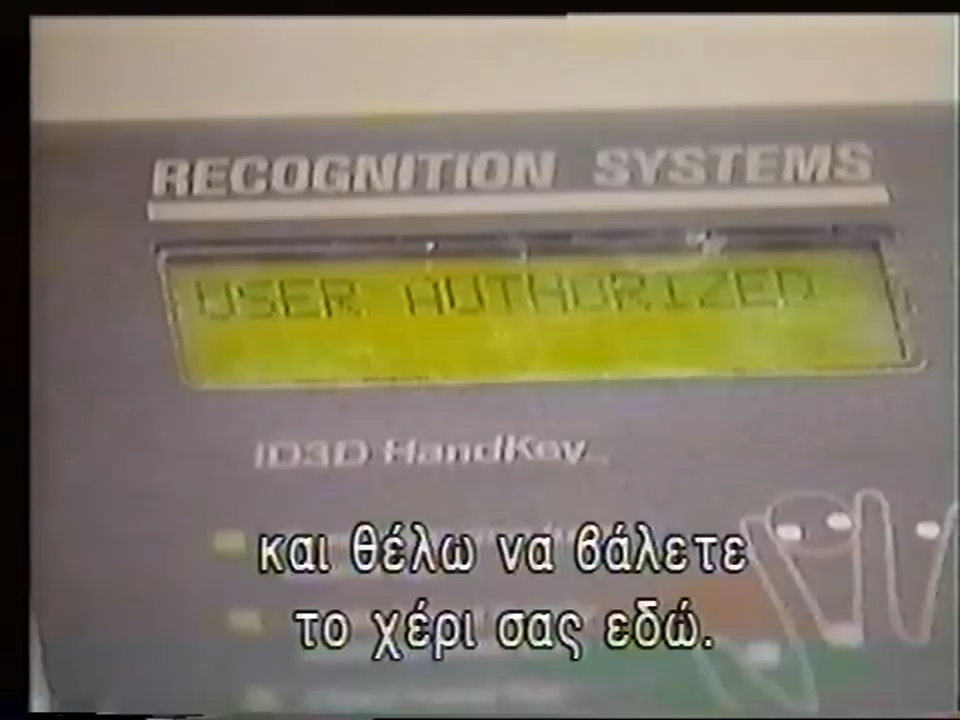 RECOGNITION SYSTEMS
USER AUTHORIZED
ID3D HandKey
και θέλω να βάλετε
το χέρι σας εδώ.